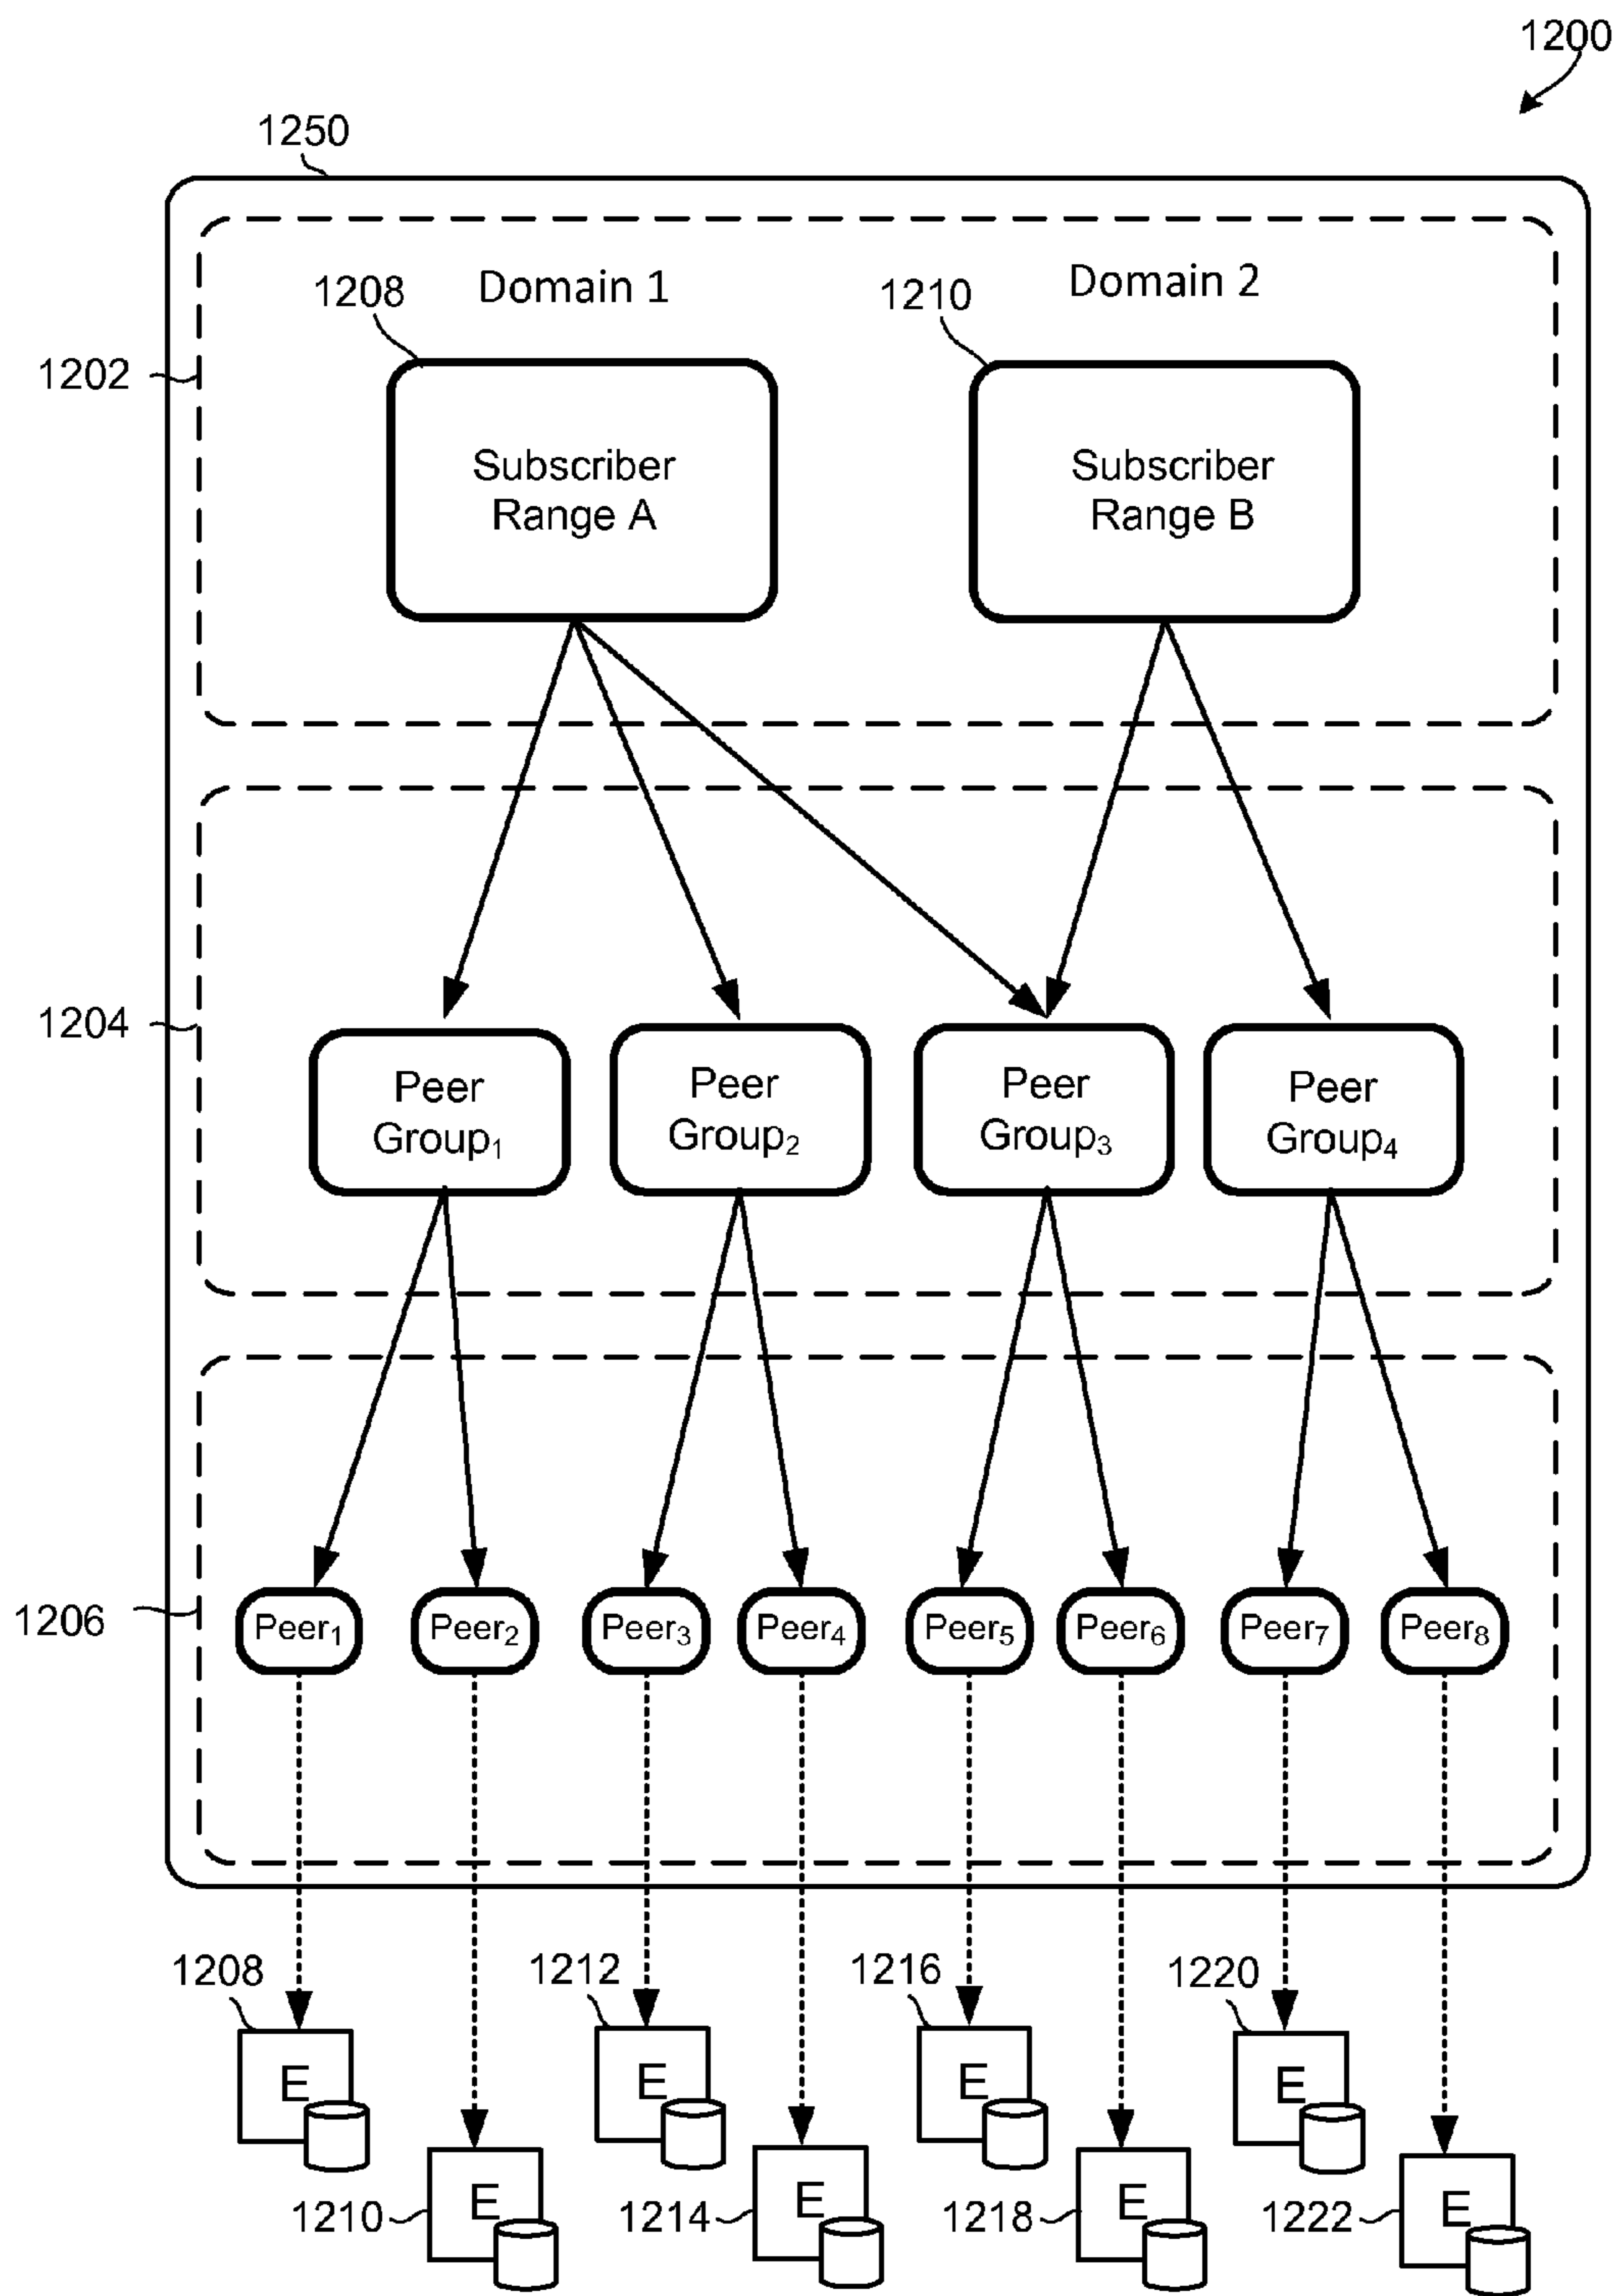 1200
1250
1208 Domain 1 1210 Domain 2
1202
Subscriber
Range A
Subscriber
Range B
1204
Peer
Group₁
Peer
Group₂
Peer
Group₃
Peer
Group₄
1206
Peer₁ Peer₂ Peer₃ Peer₄ Peer₅ Peer₆ Peer₇ Peer₈
1208 1212 1216 1220
E E E E
1210 E 1214 E 1218 E 1222 E